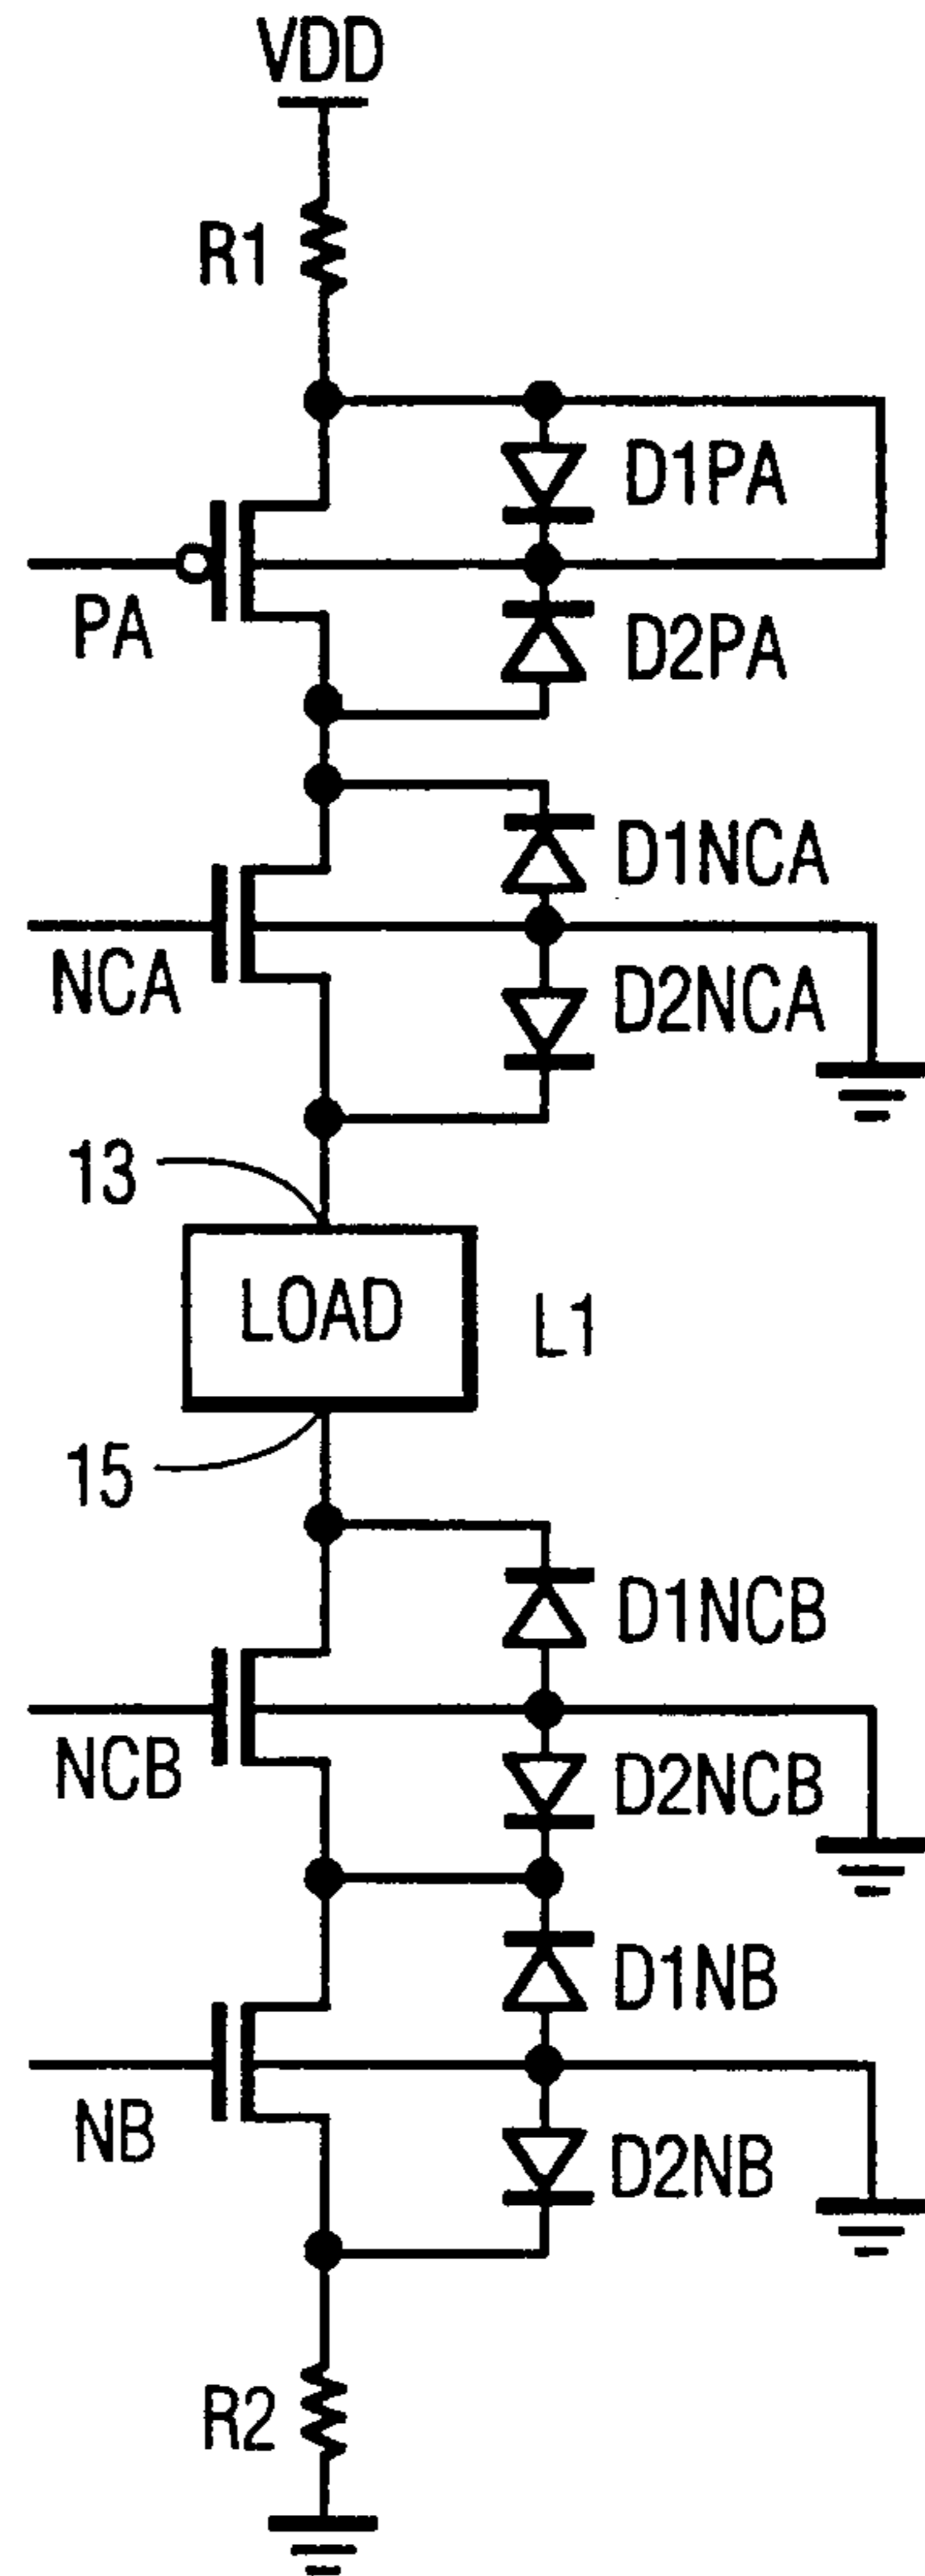 VDD
R1
D1PA
PA
D2PA
D1NCA
NCA
D2NCA
13
LOAD
L1
15
D1NCB
NCB
D2NCB
D1NB
NB
D2NB
R2